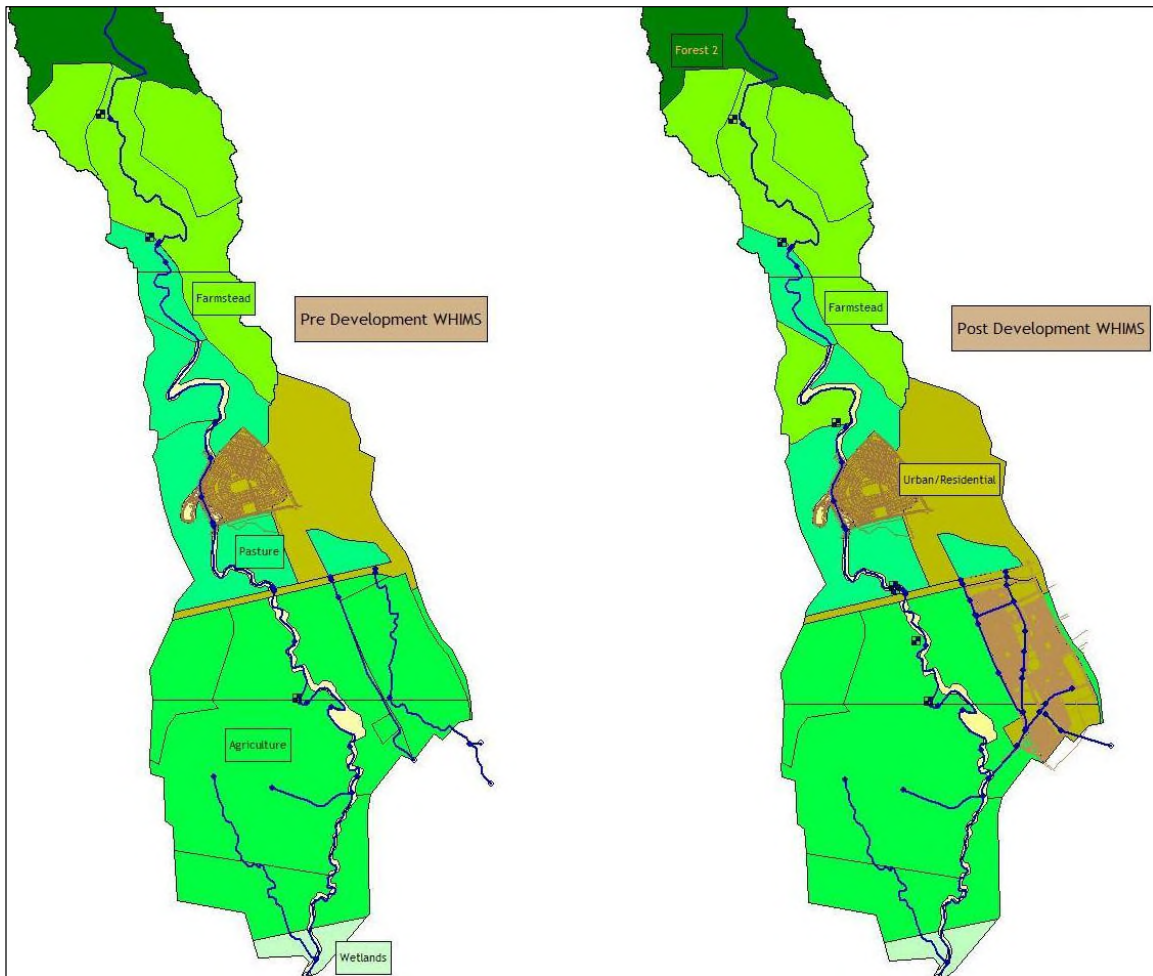 Forest 2
Farmstead
Pre Development WHIMS
Farmstead
Post Development WHIMS
Urban/Residential
Pasture
Agriculture
Wetlands